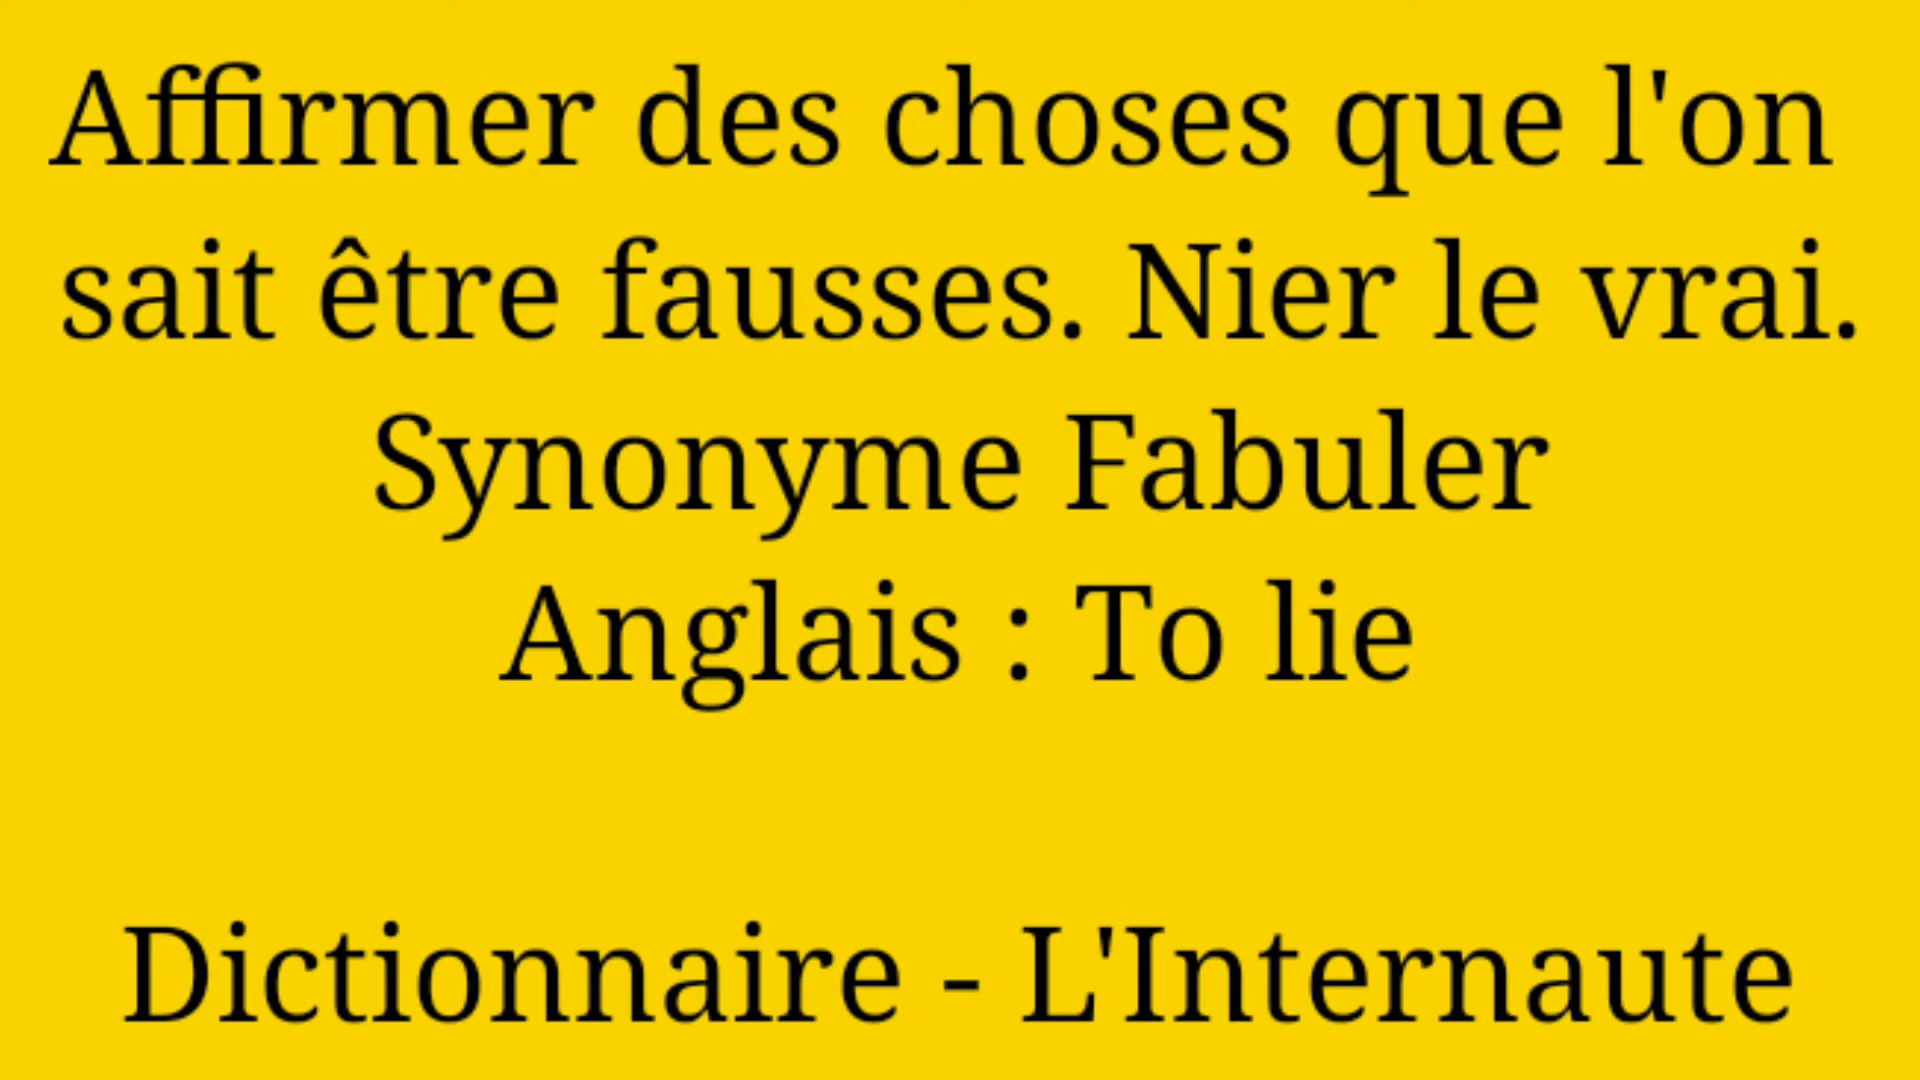 Affirmer des choses que l'on
sait être fausses. Nier le vrai.
Synonyme Fabuler
Anglais : To lie
Dictionnaire - L'Internaute